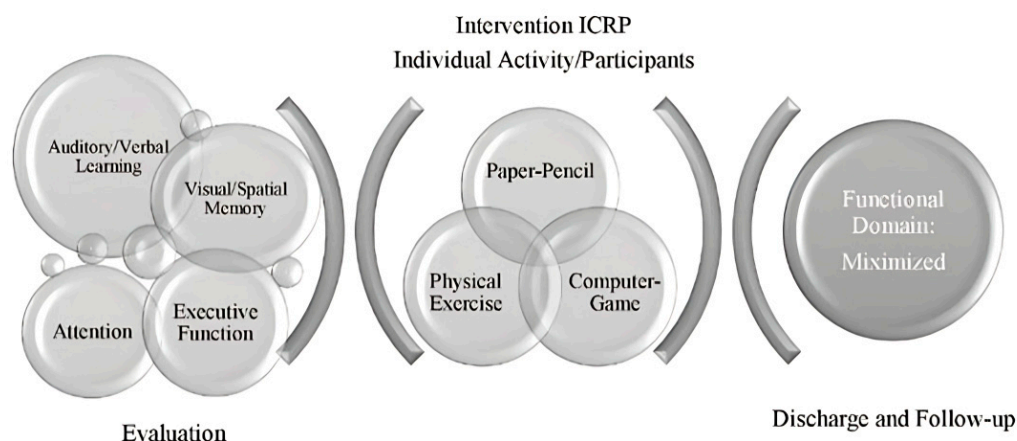 Intervention ICRP
Individual Activity/Participants
Auditory/Verbal
Learning
Visual/Spatial
Memory
Attention
Executive
Function
Evaluation
Paper-Pencil
Physical
Exercise
Computer-
Game
Functional
Domain:
Miximized
Discharge and Follow-up